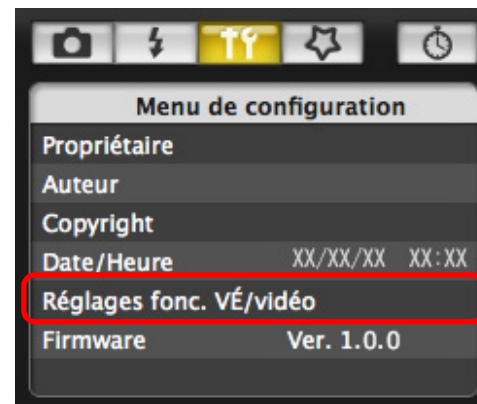 Menu de configuration
Propriétaire
Auteur
Copyright
Date/Heure XX/XX/XX XX:XX
Réglages fonc. VÉ/vidéo
Firmware Ver. 1.0.0